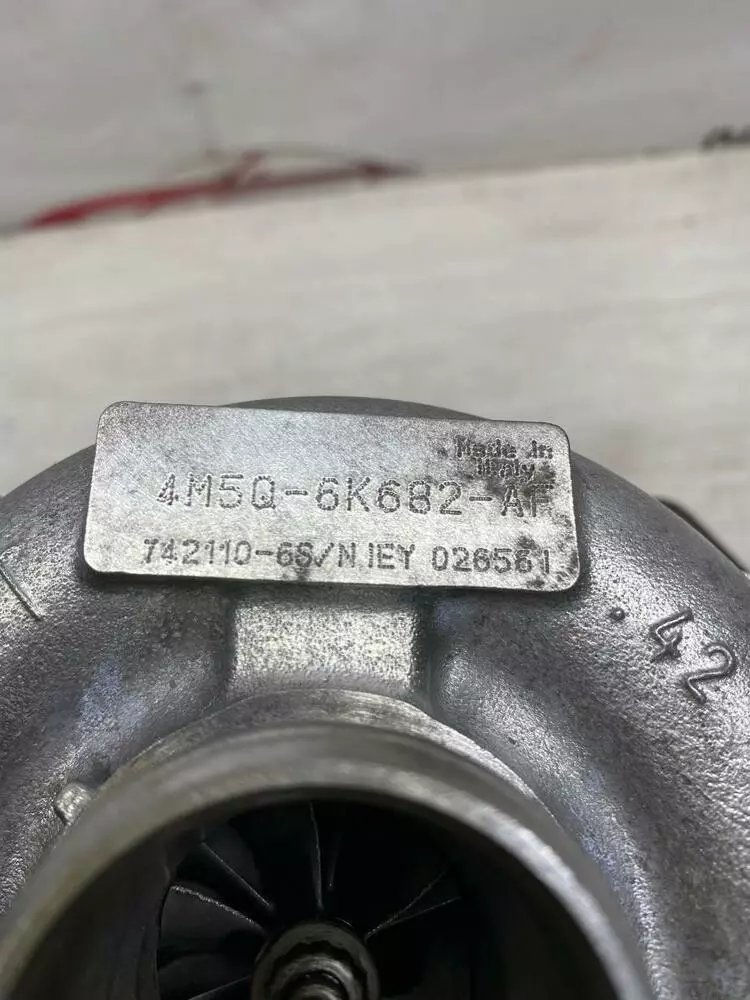 Made in
Italy
4M5Q-6K682-AF
742110-6S/N IEY 026561
.42